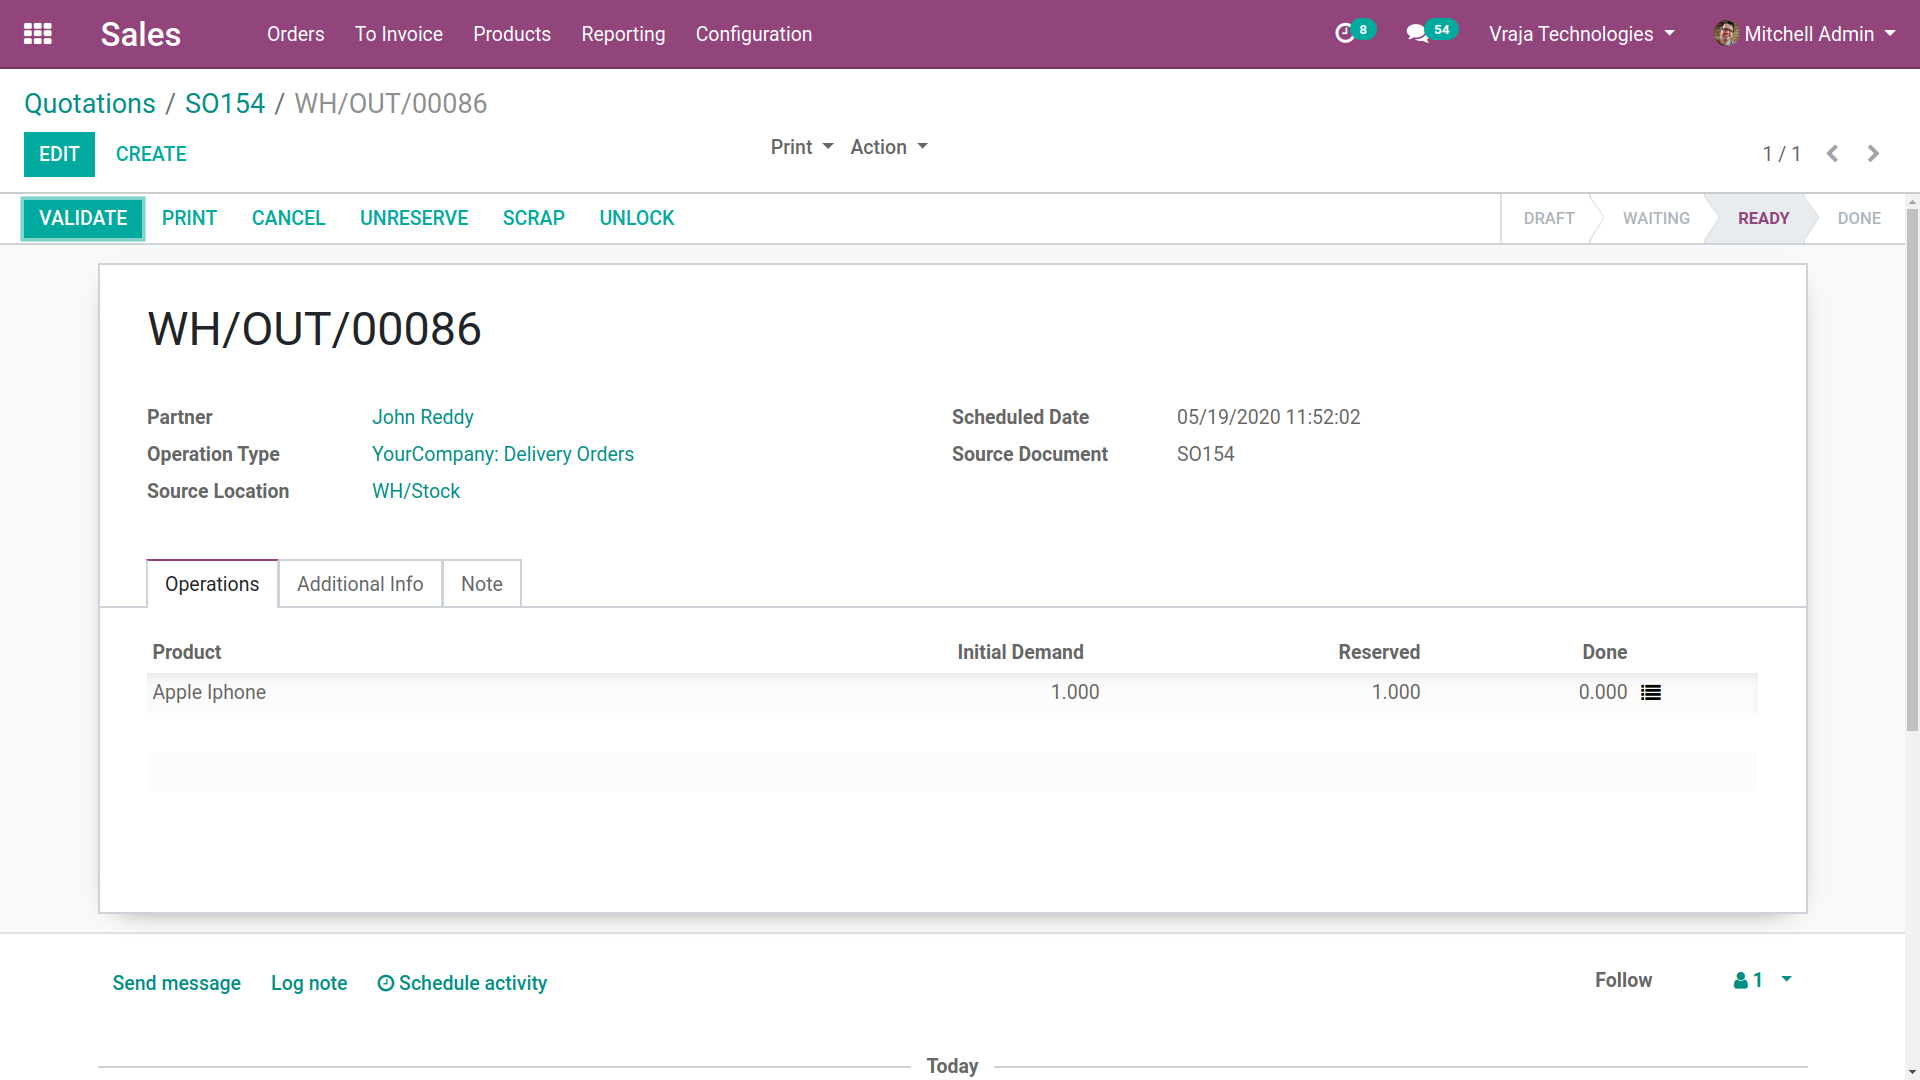 Sales Orders To Invoice Products Reporting Configuration 8 54 Vraja Technologies Mitchell Admin
Quotations / SO154 / WH/OUT/00086
EDIT CREATE Print Action 1 / 1
VALIDATE PRINT CANCEL UNRESERVE SCRAP UNLOCK DRAFT WAITING READY DONE
WH/OUT/00086
Partner John Reddy Scheduled Date 05/19/2020 11:52:02
Operation Type YourCompany: Delivery Orders Source Document SO154
Source Location WH/Stock
Operations Additional Info Note
Product Initial Demand Reserved Done
Apple Iphone 1.000 1.000 0.000
Send message Log note Schedule activity Follow 1
Today